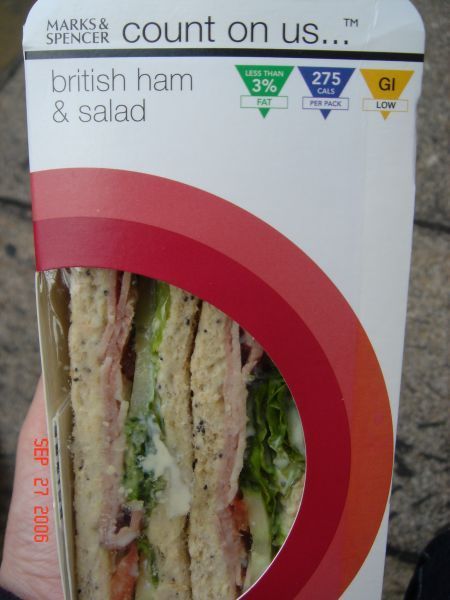 MARKS &
SPENCER
count on us...™
british ham
& salad
LESS THAN
3%
FAT
275
CALS
PER PACK
GI
LOW
SEP 27 2006